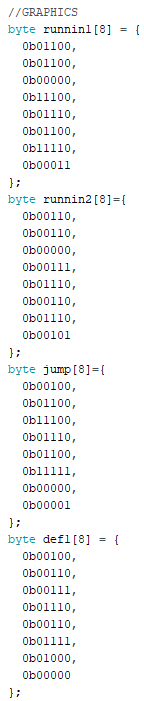 //GRAPHICS
byte runnin1[8] = {
0b01100,
0b01100,
0b00000,
0b11100,
0b01110,
0b01100,
0b11110,
0b00011
};
byte runnin2[8]={
0b00110,
0b00110,
0b00000,
0b00111,
0b01110,
0b00110,
0b01110,
0b00101
};
byte jump[8]={
0b00100,
0b01100,
0b11100,
0b01110,
0b01100,
0b11111,
0b00000,
0b00001
};
byte def1[8] = {
0b00100,
0b00110,
0b00111,
0b01110,
0b00110,
0b01111,
0b01000,
0b00000
};